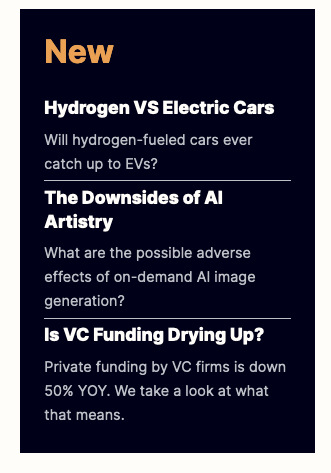 New
Hydrogen VS Electric Cars
Will hydrogen-fueled cars ever
catch up to EVs?
The Downsides of AI
Artistry
What are the possible adverse
effects of on-demand AI image
generation?
Is VC Funding Drying Up?
Private funding by VC firms is down
50% YOY. We take a look at what
that means.